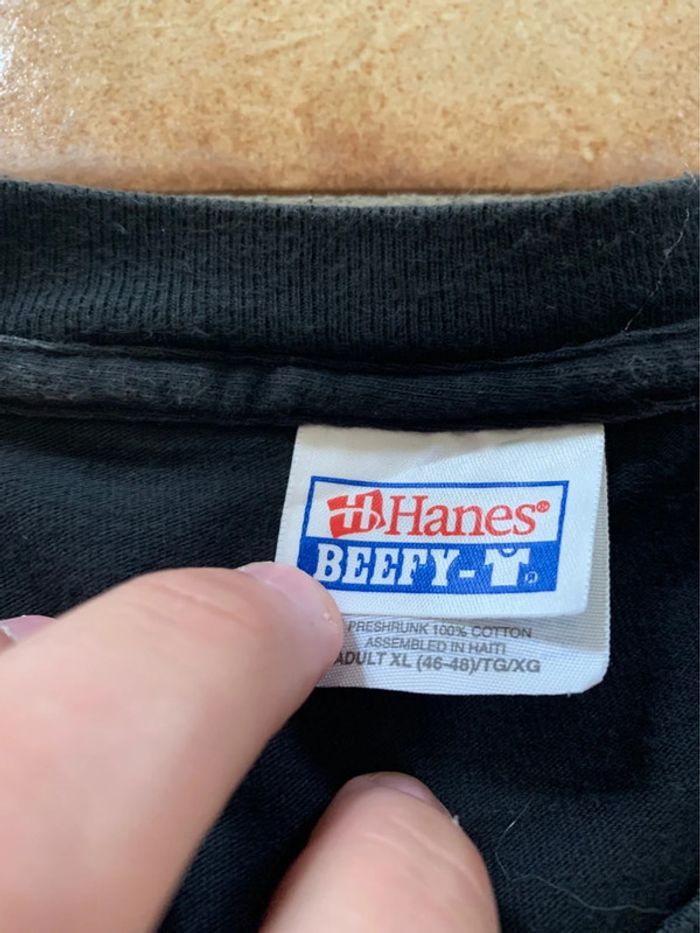 Hanes®
BEEFY-T®
PRESHRUNK 100% COTTON
ASSEMBLED IN HAITI
ADULT XL (46-48)/TG/XG